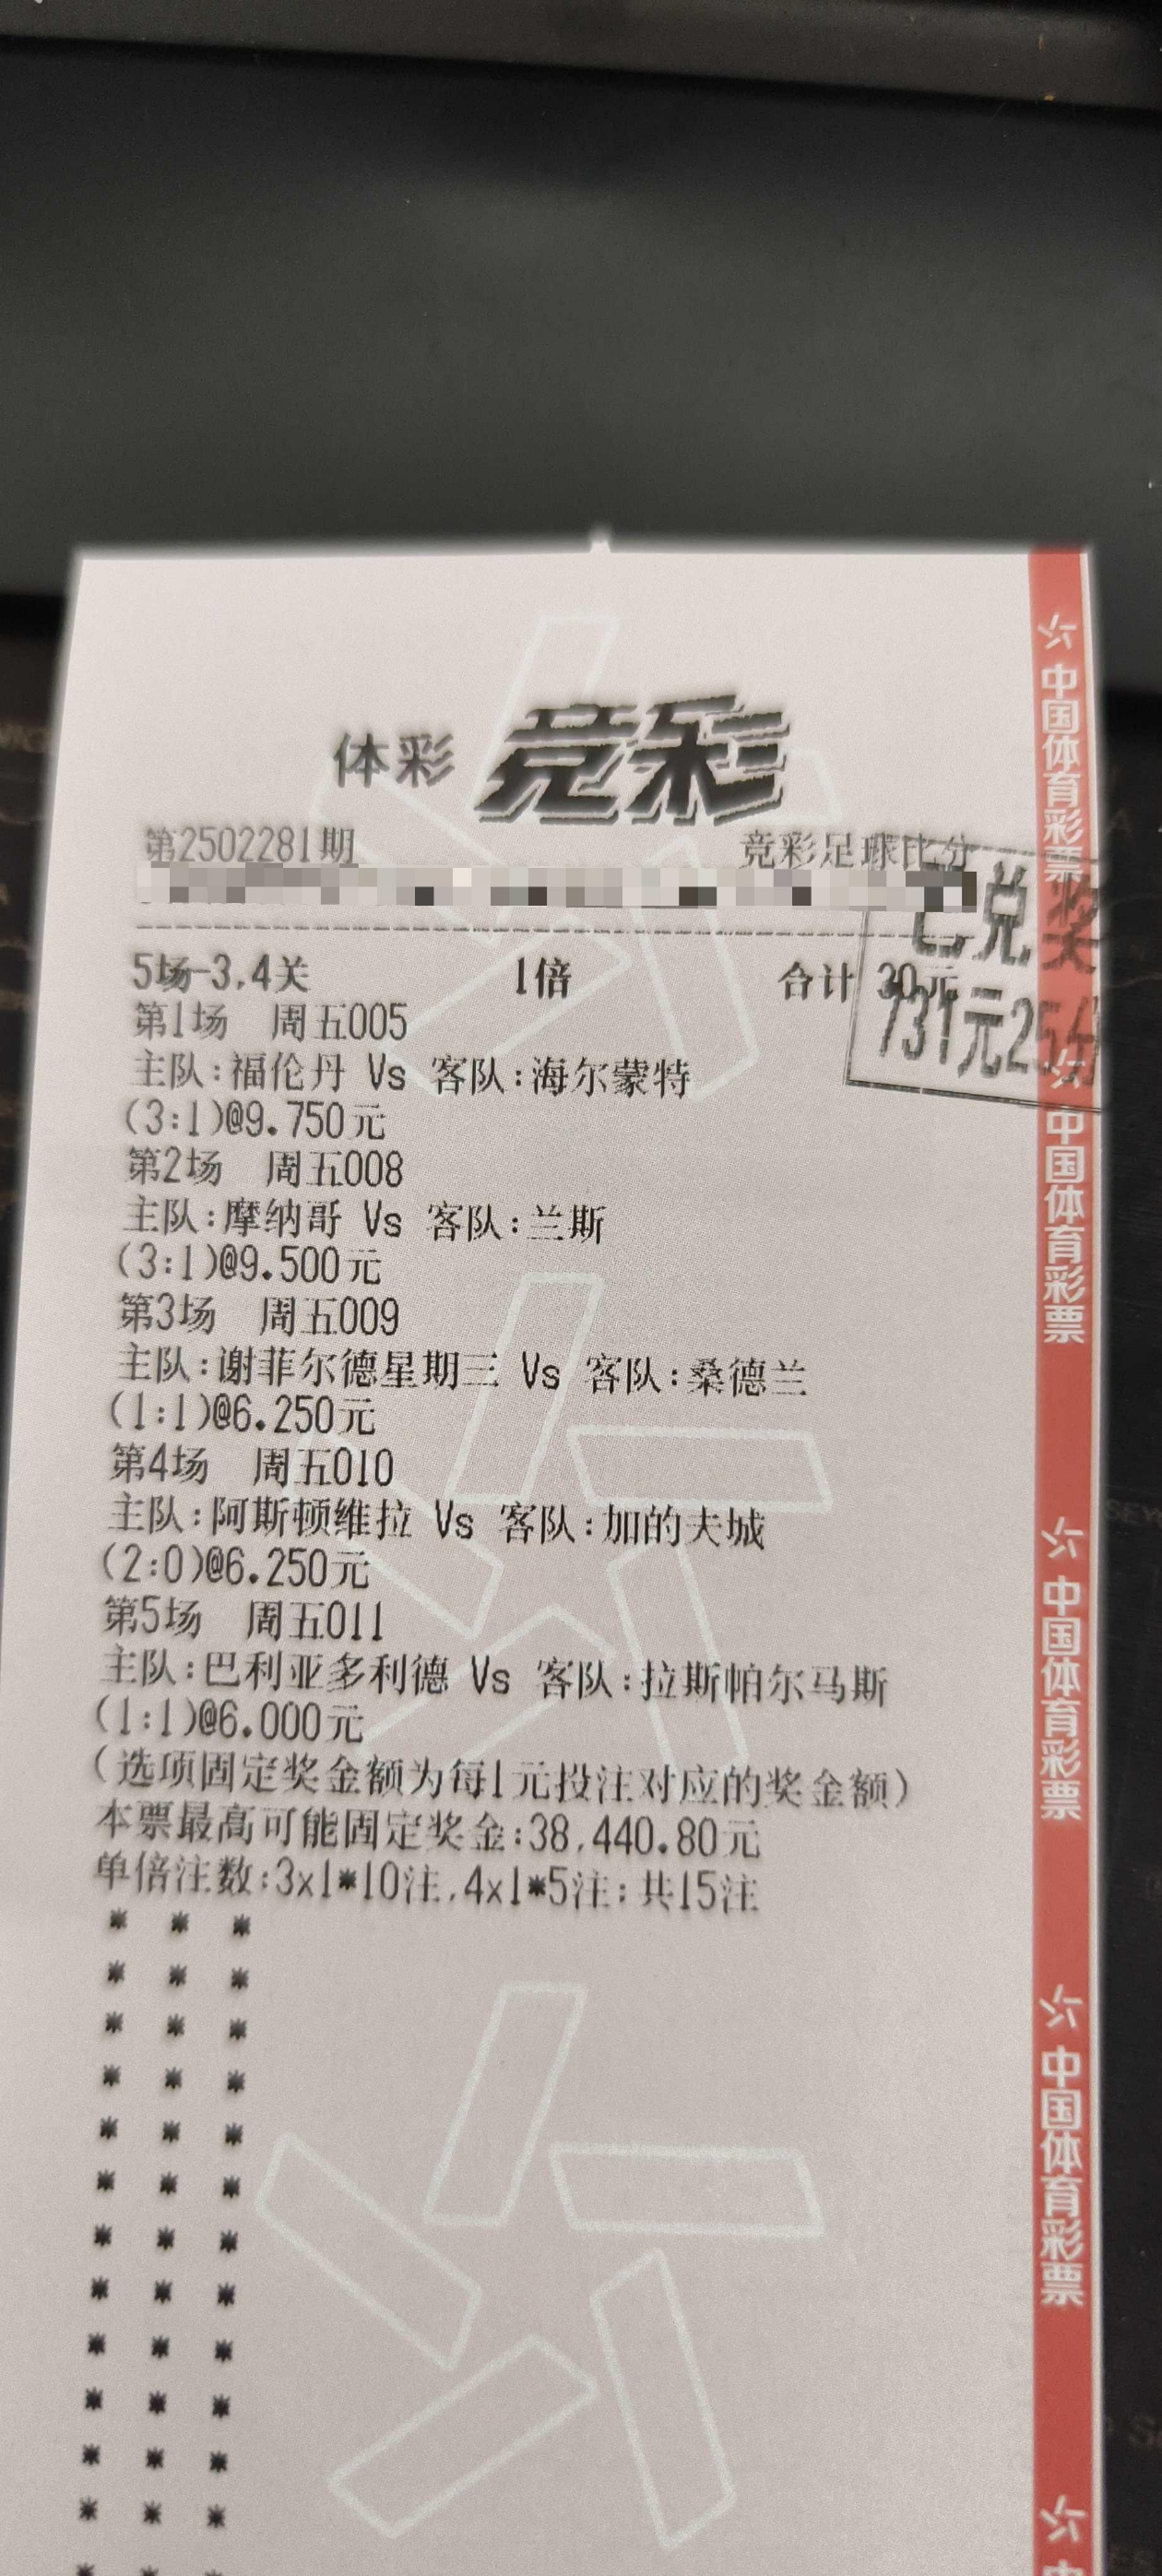 体彩 竞彩
第2502281期 竞彩足球比分
已兑奖
5场-3,4关 1倍 合计 30元
731元25分
第1场 周五005
主队:福伦丹 Vs 客队:海尔蒙特
(3:1)@9.750元
第2场 周五008
主队:摩纳哥 Vs 客队:兰斯
(3:1)@9.500元
第3场 周五009
主队:谢菲尔德星期三 Vs 客队:桑德兰
(1:1)@6.250元
第4场 周五010
主队:阿斯顿维拉 Vs 客队:加的夫城
(2:0)@6.250元
第5场 周五011
主队:巴利亚多利德 Vs 客队:拉斯帕尔马斯
(1:1)@6.000元
(选项固定奖金额为每1元投注对应的奖金额)
本票最高可能固定奖金:38,440.80元
单倍注数:3x1*10注,4x1*5注; 共15注
* * *
* * *
* * *
* * *
* * *
* * *
* * *
* * *
* * *
* * *
* * *
* * *
* * *
中国体育彩票
中国体育彩票
中国体育彩票
中国体育彩票
中